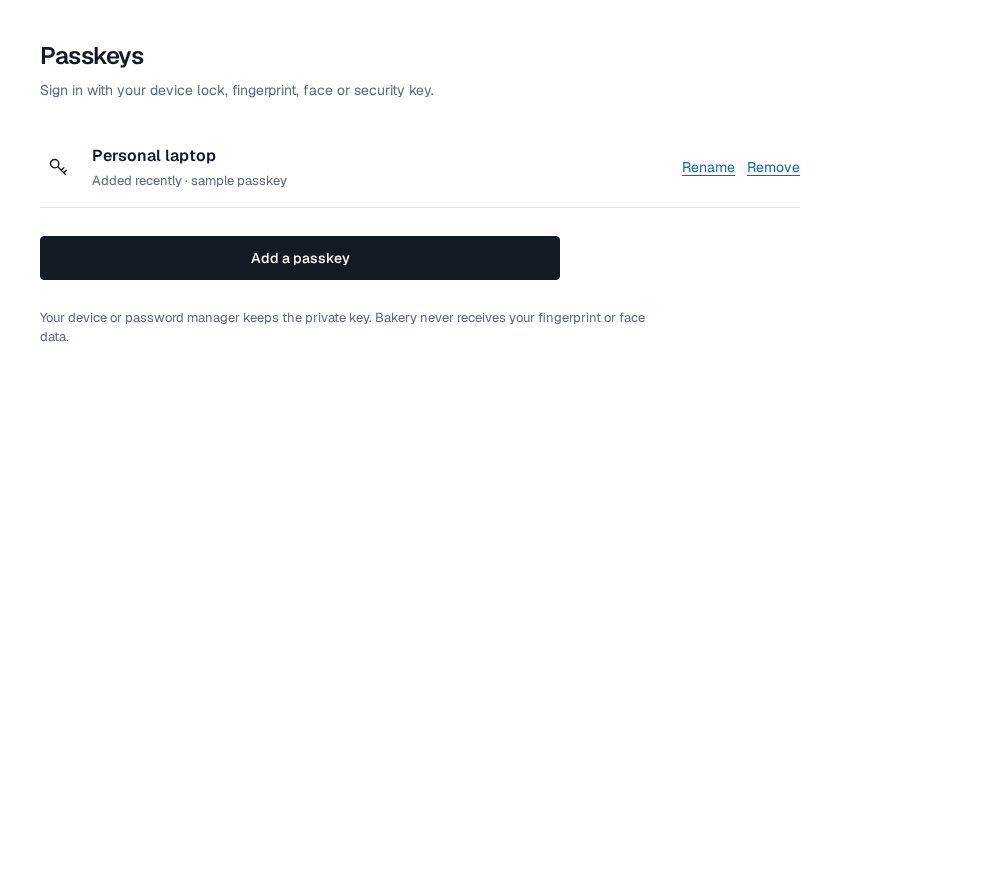 Passkeys
Sign in with your device lock, fingerprint, face or security key.
Personal laptop
Added recently · sample passkey
Rename Remove
Add a passkey
Your device or password manager keeps the private key. Bakery never receives your fingerprint or face
data.